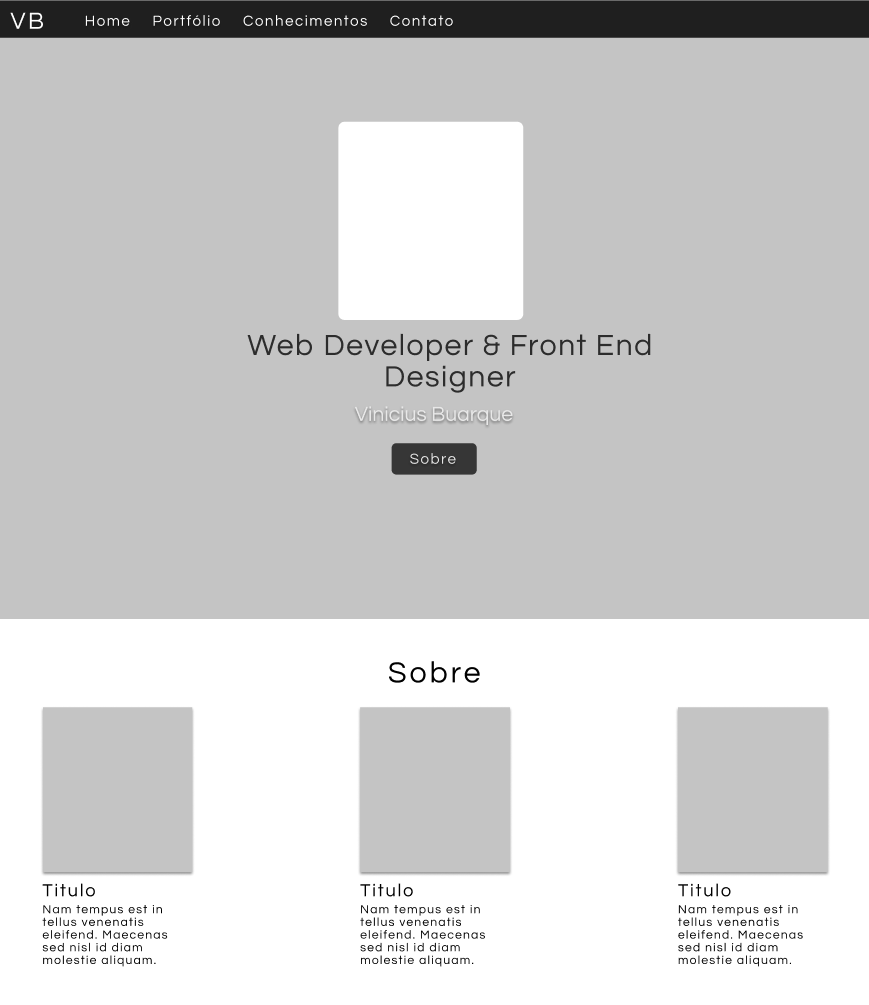 VB Home Portfólio Conhecimentos Contato
Web Developer & Front End
Designer
Vinicius Buarque
Sobre
Sobre
Titulo
Nam tempus est in
tellus venenatis
eleifend. Maecenas
sed nisl id diam
molestie aliquam.
Titulo
Nam tempus est in
tellus venenatis
eleifend. Maecenas
sed nisl id diam
molestie aliquam.
Titulo
Nam tempus est in
tellus venenatis
eleifend. Maecenas
sed nisl id diam
molestie aliquam.